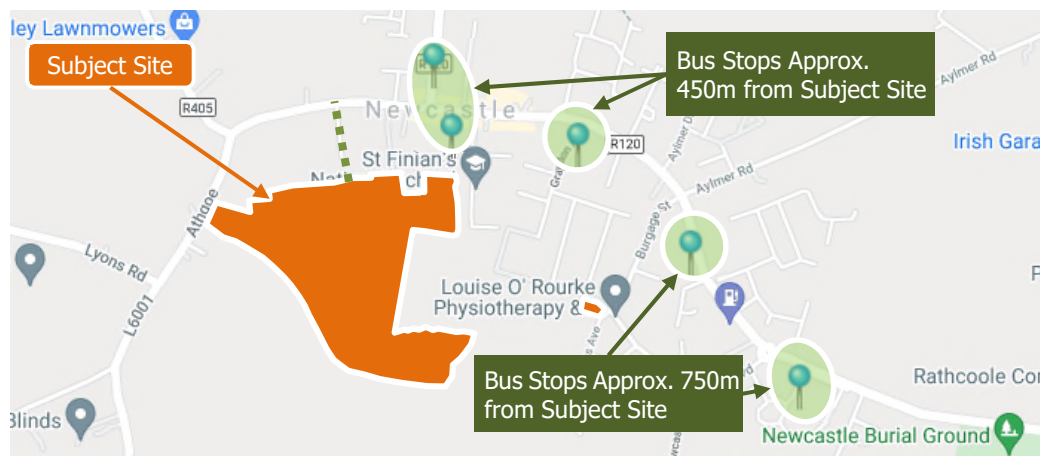 ley Lawnmowers
Subject Site
R120
Bus Stops Approx.
450m from Subject Site
Aylmer Rd
R405
Newcastle
R120
Irish Gara
St Finian's
Aylmer Rd
Athgoe
Burgage St
Lyons Rd
L6001
Louise O' Rourke
Physiotherapy &
Bus Stops Approx. 750m
from Subject Site
Rathcoole Co
Blinds
Newcastle Burial Ground